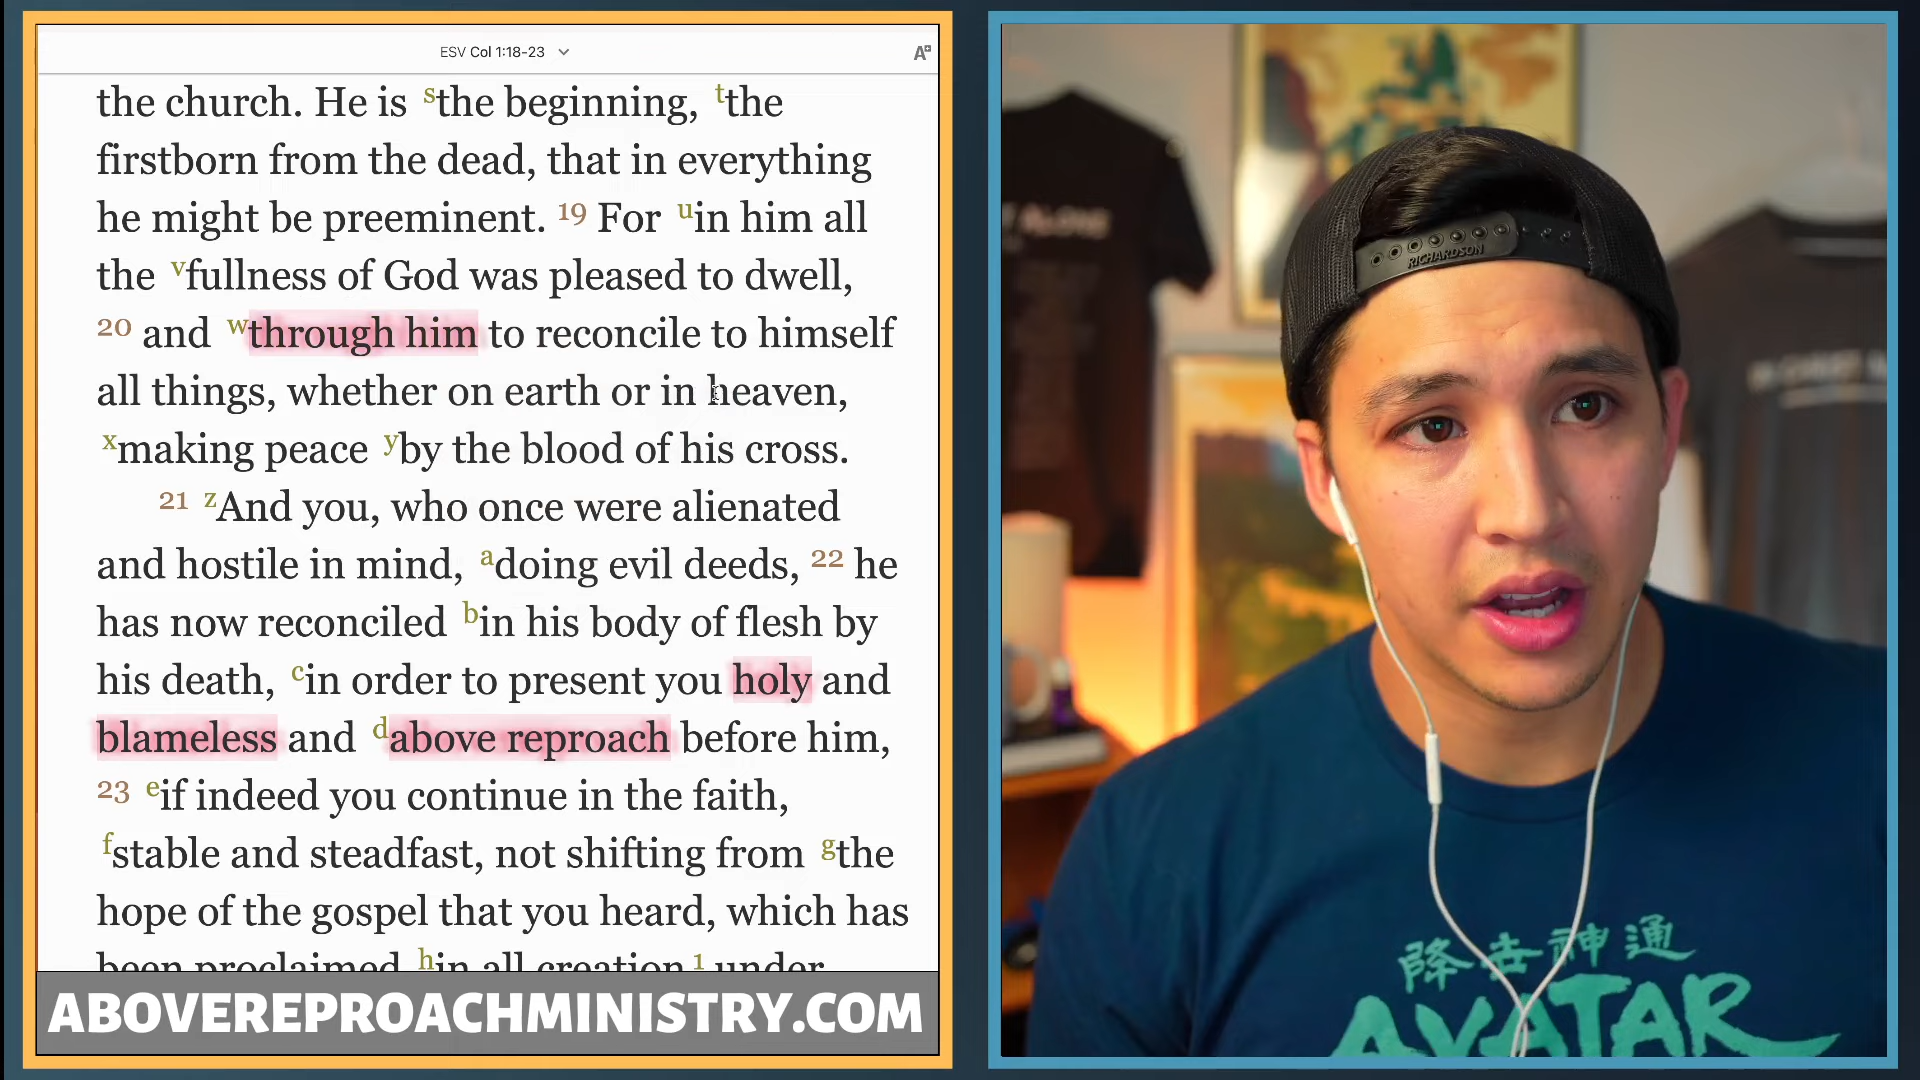 ESV Col 1:18-23
A
the church. He is sthe beginning, tthe
firstborn from the dead, that in everything
he might be preeminent. 19 For uin him all
the vfullness of God was pleased to dwell,
20 and wthrough him to reconcile to himself
all things, whether on earth or in heaven,
xmaking peace yby the blood of his cross.
21 zAnd you, who once were alienated
and hostile in mind, adoing evil deeds, 22 he
has now reconciled bin his body of flesh by
his death, cin order to present you holy and
blameless and dabove reproach before him,
23 eif indeed you continue in the faith,
fstable and steadfast, not shifting from gthe
hope of the gospel that you heard, which has
been proclaimed hin all creation1 under
ABOVEREPROACHMINISTRY.COM
RICHARDSON
降世神通
AVATAR